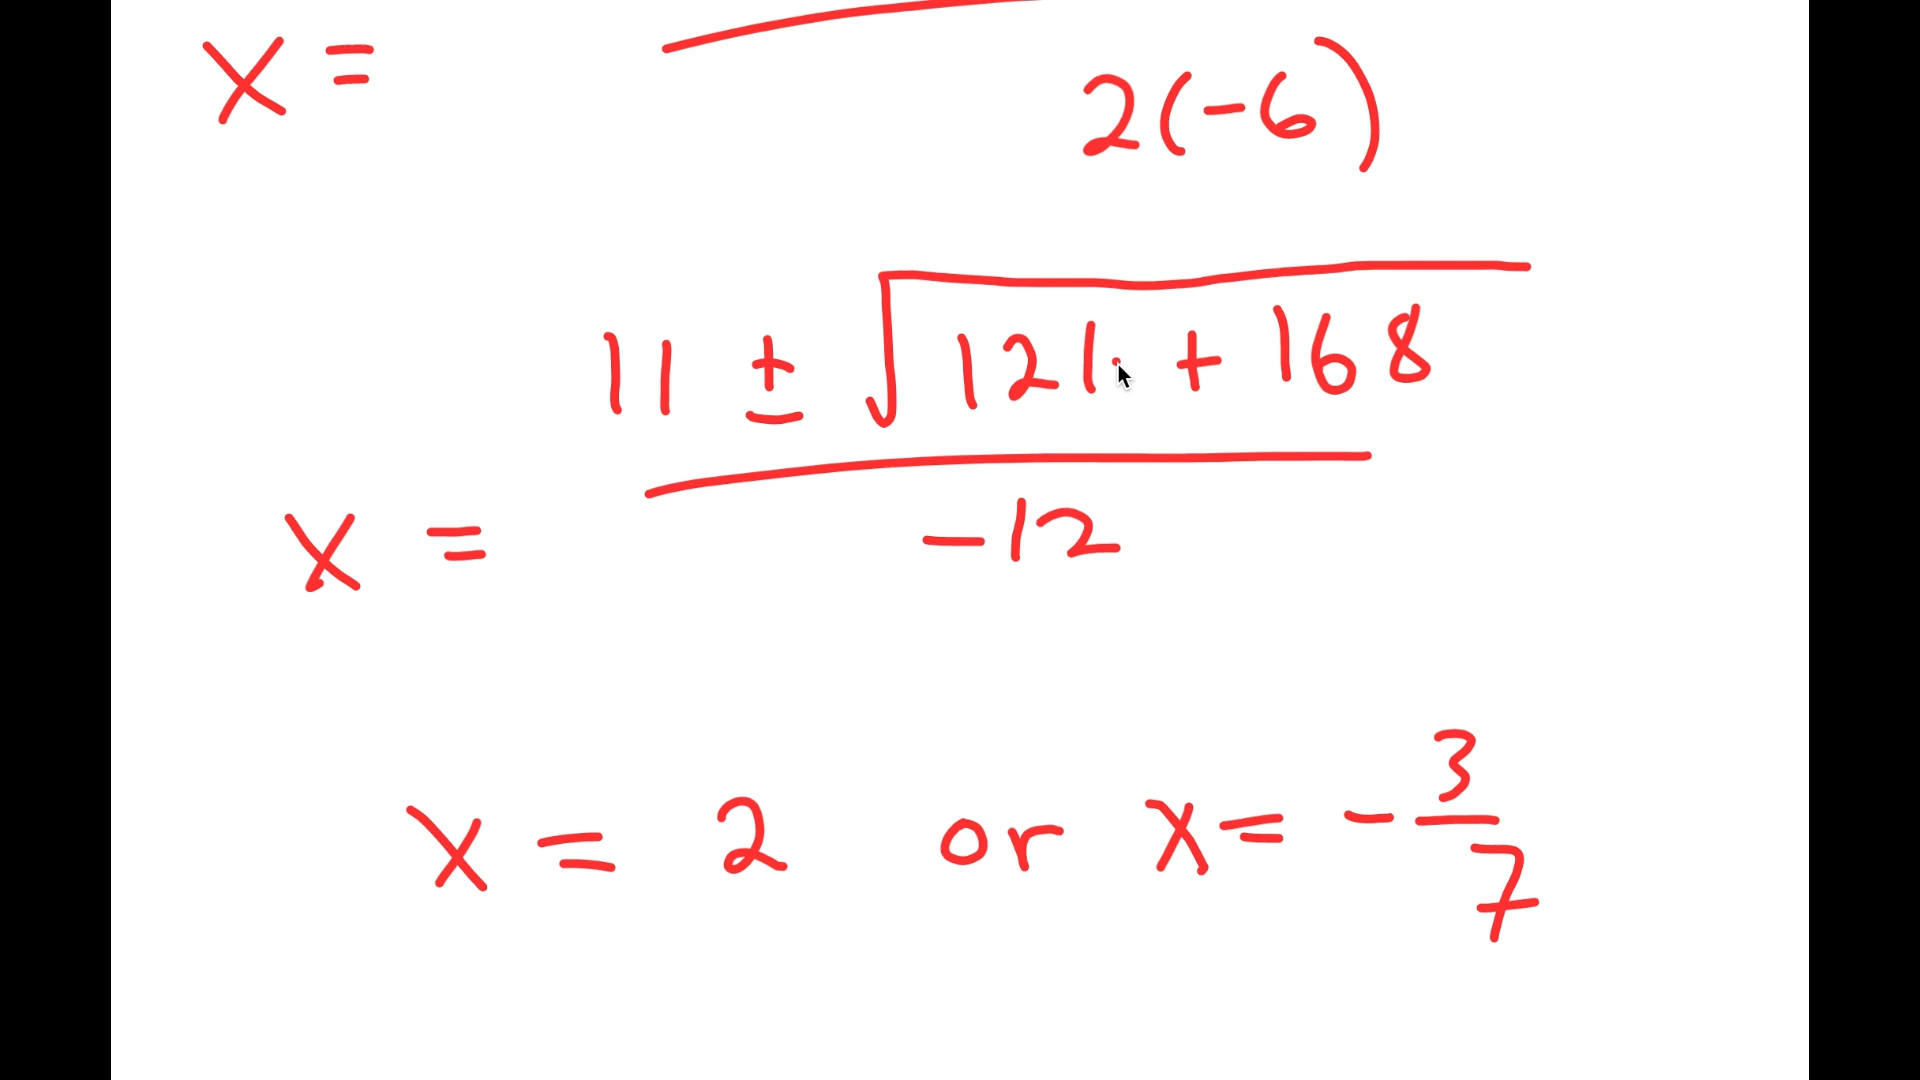 x =
2(-6)
11 ± √121 + 168
x =
-12
x = 2 or x = - 3/7